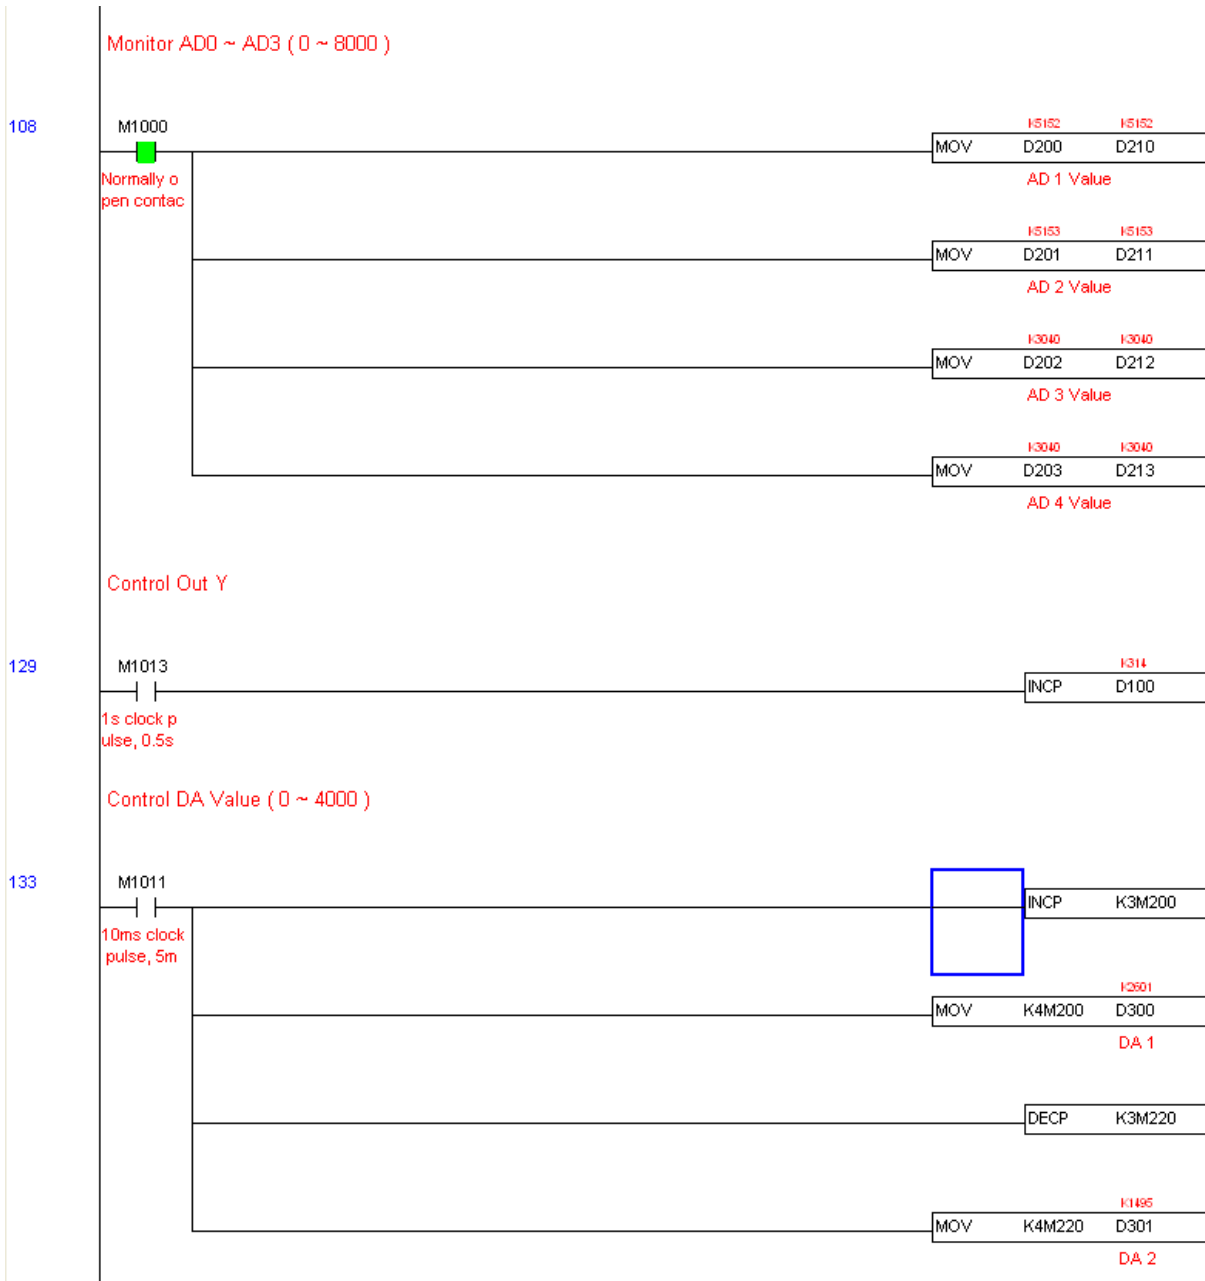 Monitor AD0 ~ AD3 ( 0 ~ 8000 )
108 M1000 K5152 K5152
MOV D200 D210
Normally o
pen contac
AD 1 Value
K5153 K5153
MOV D201 D211
AD 2 Value
K3040 K3040
MOV D202 D212
AD 3 Value
K3040 K3040
MOV D203 D213
AD 4 Value
Control Out Y
129 M1013 K314
INCP D100
1s clock p
ulse, 0.5s
Control DA Value ( 0 ~ 4000 )
133 M1011
INCP K3M200
10ms clock
pulse, 5m
K2601
MOV K4M200 D300
DA 1
DECP K3M220
K1495
MOV K4M220 D301
DA 2